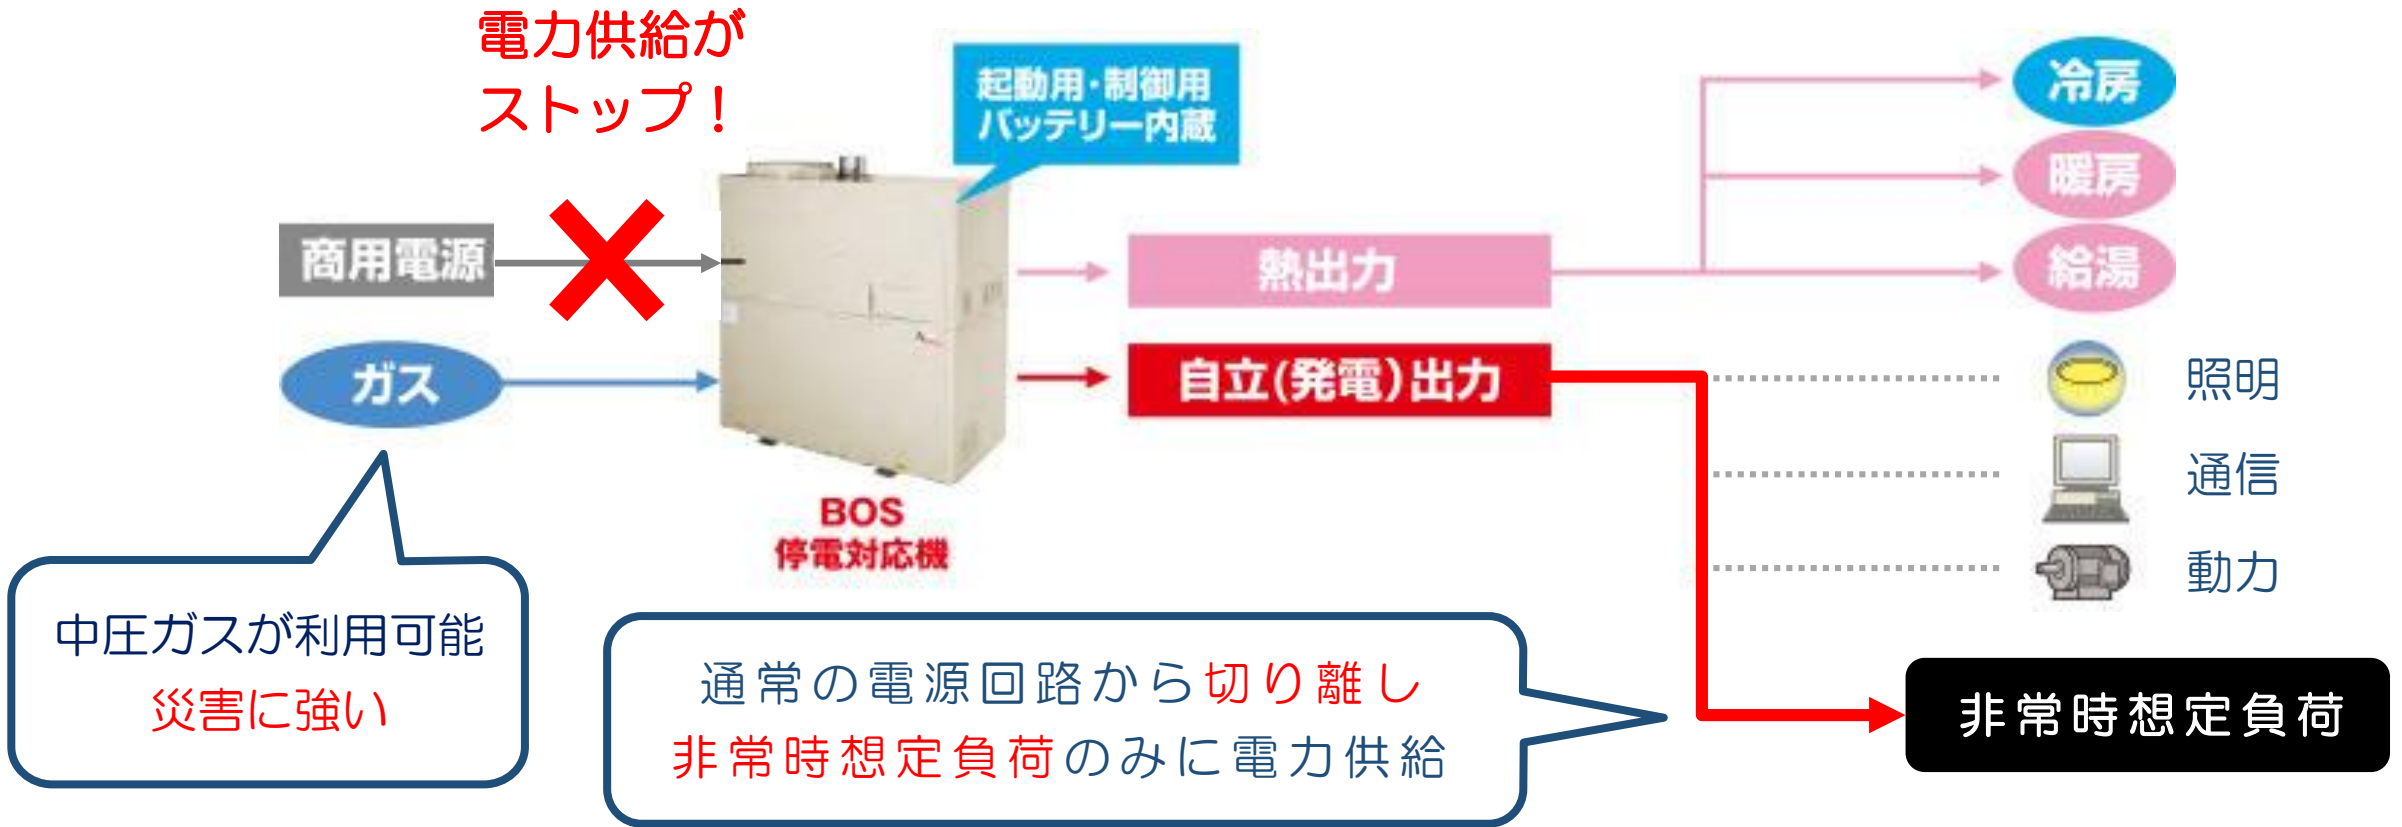 電力供給が
ストップ！
起動用・制御用
バッテリー内蔵
商用電源
ガス
BOS
停電対応機
熱出力
自立(発電)出力
冷房
暖房
給湯
照明
通信
動力
中圧ガスが利用可能
災害に強い
通常の電源回路から切り離し
非常時想定負荷のみに電力供給
非常時想定負荷